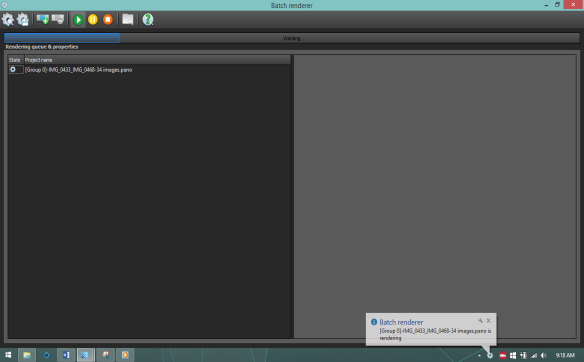 Batch renderer
Warping
Rendering queue & properties
State Project name
[Group 0]-IMG_0433_IMG_0468-34 images.pano
Batch renderer
[Group 0]-IMG_0433_IMG_0468-34 images.pano is
rendering
9:18 AM